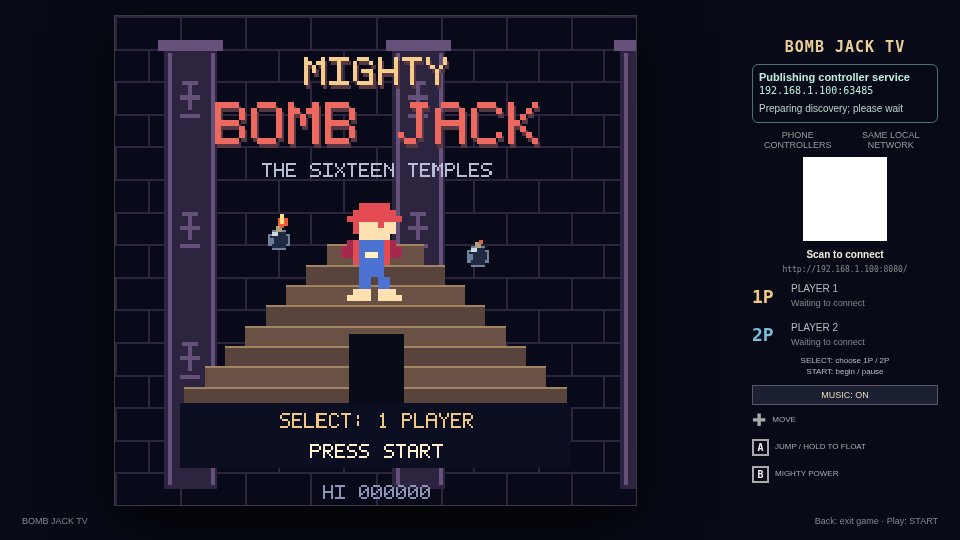 MIGHTY
BOMB JACK
THE SIXTEEN TEMPLES
SELECT: 1 PLAYER
PRESS START
HI 000000
BOMB JACK TV
BOMB JACK TV
Publishing controller service
192.168.1.100:63485
Preparing discovery; please wait
PHONE CONTROLLERS
SAME LOCAL NETWORK
Scan to connect
http://192.168.1.100:8080/
1P
PLAYER 1
Waiting to connect
2P
PLAYER 2
Waiting to connect
SELECT: choose 1P / 2P
START: begin / pause
MUSIC: ON
MOVE
A JUMP / HOLD TO FLOAT
B MIGHTY POWER
Back: exit game · Play: START